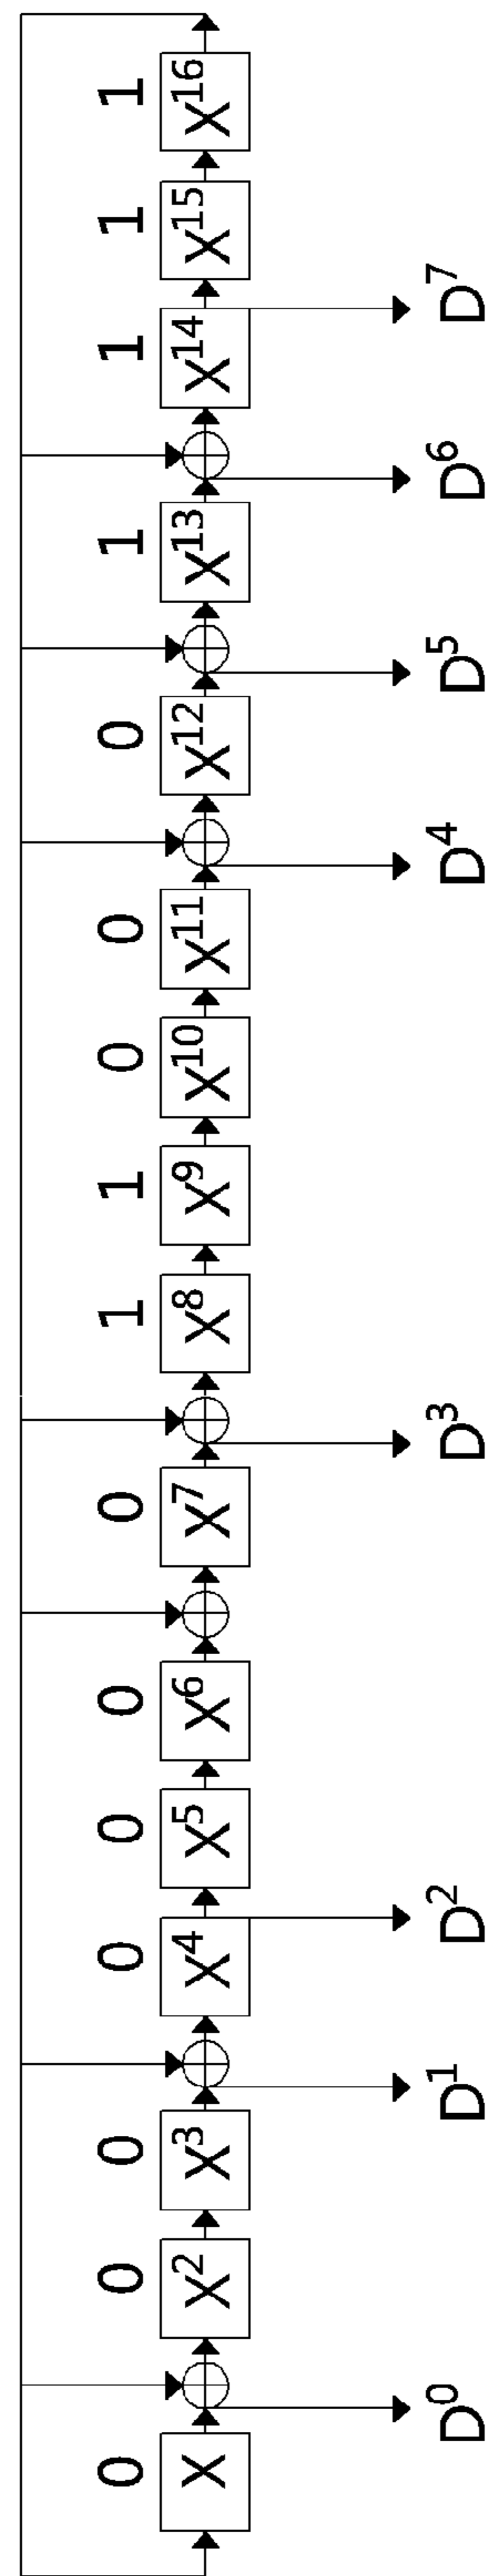 0 0 0 0 0 0 0 1 1 0 0 0 1 1 1 1
X X² X³ X⁴ X⁵ X⁶ X⁷ X⁸ X⁹ X¹⁰ X¹¹ X¹² X¹³ X¹⁴ X¹⁵ X¹⁶
D⁰ D¹ D² D³ D⁴ D⁵ D⁶ D⁷